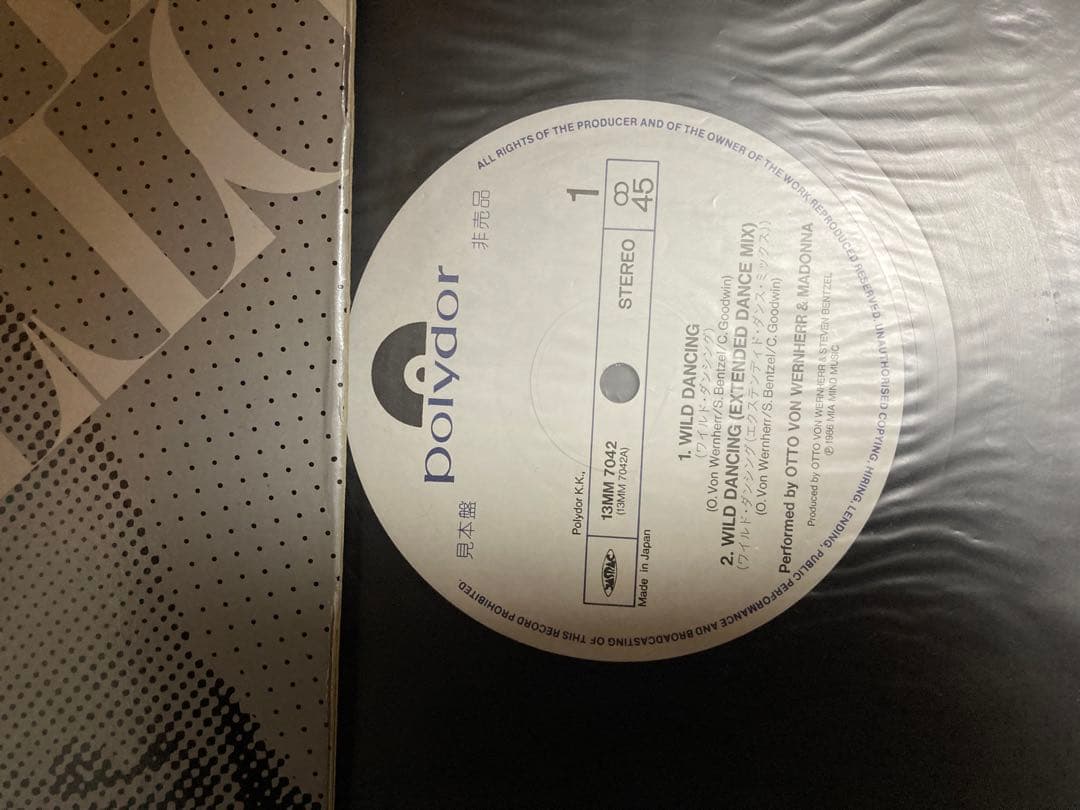 ALL RIGHTS OF THE PRODUCER AND OF THE OWNER OF THE WORK REPRODUCED RESERVED. UNAUTHORISED COPYING, HIRING, LENDING, PUBLIC PERFORMANCE AND BROADCASTING OF THIS RECORD PROHIBITED.
polydor
見本盤
非売品
Polydor K.K.,
1
JASRAC
13MM 7042
(13MM 7042A)
STEREO
8
45
Made in Japan
1. WILD DANCING
(ワイルド・ダンシング)
(O. Von Wernherr/S. Bentzel/C. Goodwin)
2. WILD DANCING (EXTENDED DANCE MIX)
(ワイルド・ダンシング(エクステンディド・ダンス・ミックス))
(O. Von Wernherr/S. Bentzel/C. Goodwin)
Performed by OTTO VON WERNHERR & MADONNA
Produced by OTTO VON WERNHERR & STEVEN BENTZEL
℗ 1986 MIA MIND MUSIC